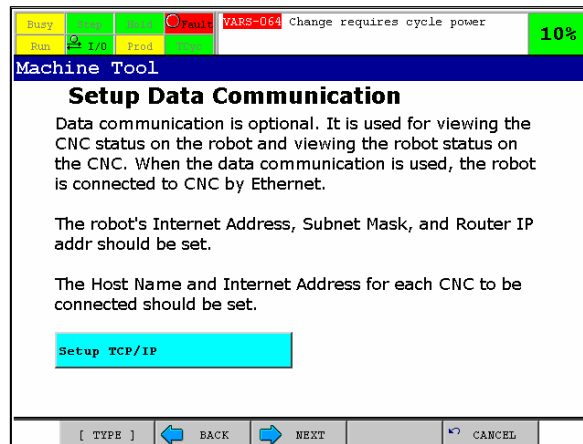 Busy Step Hold Fault VARS-064 Change requires cycle power
Run I/O Prod TCyc 10%
Machine Tool
Setup Data Communication
Data communication is optional. It is used for viewing the
CNC status on the robot and viewing the robot status on
the CNC. When the data communication is used, the robot
is connected to CNC by Ethernet.
The robot's Internet Address, Subnet Mask, and Router IP
addr should be set.
The Host Name and Internet Address for each CNC to be
connected should be set.
Setup TCP/IP
[ TYPE ] BACK NEXT CANCEL